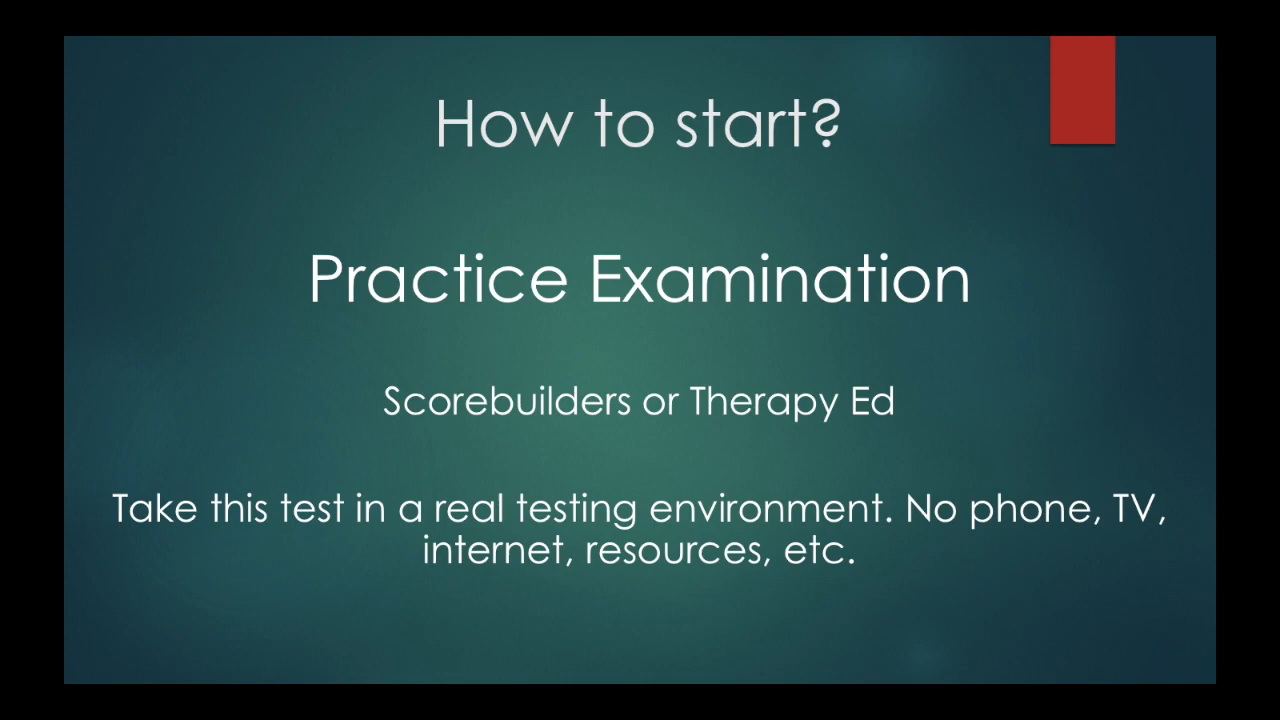 How to start?
Practice Examination
Scorebuilders or Therapy Ed
Take this test in a real testing environment. No phone, TV,
internet, resources, etc.